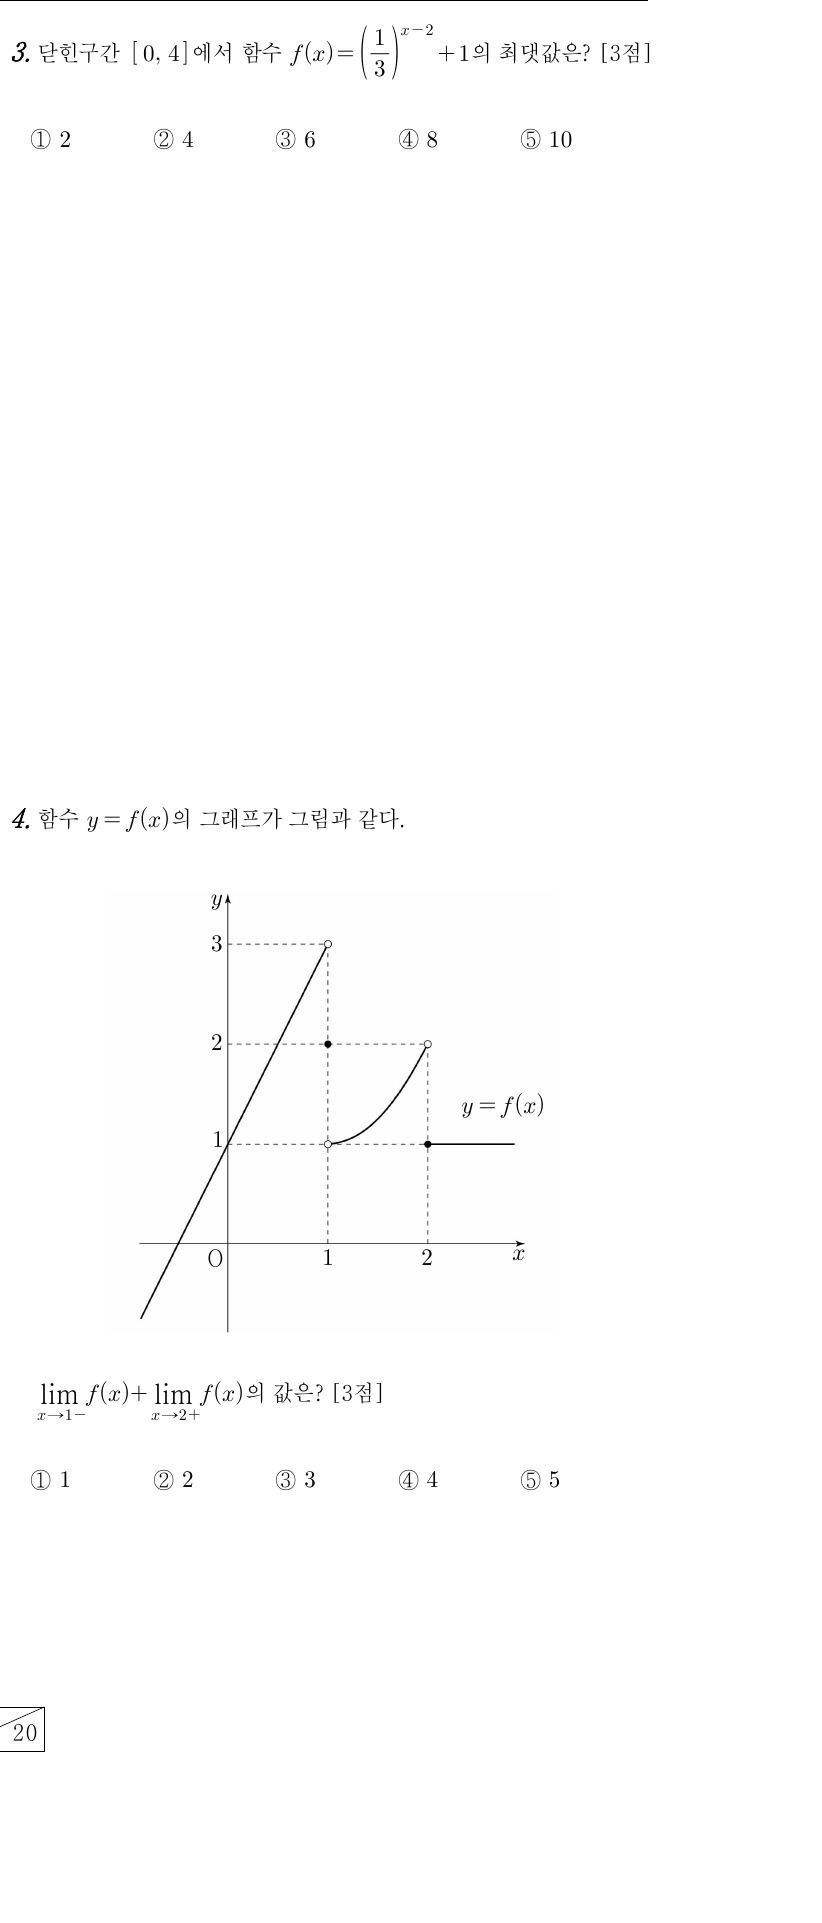 3. 닫힌구간 [0, 4]에서 함수 f(x)=(1/3)^{x-2}+1의 최댓값은? [3점]
① 2 ② 4 ③ 6 ④ 8 ⑤ 10
4. 함수 y=f(x)의 그래프가 그림과 같다.
y
3
2
y=f(x)
1
O 1 2 x
lim_{x→1-} f(x)+lim_{x→2+} f(x)의 값은? [3점]
① 1 ② 2 ③ 3 ④ 4 ⑤ 5
20